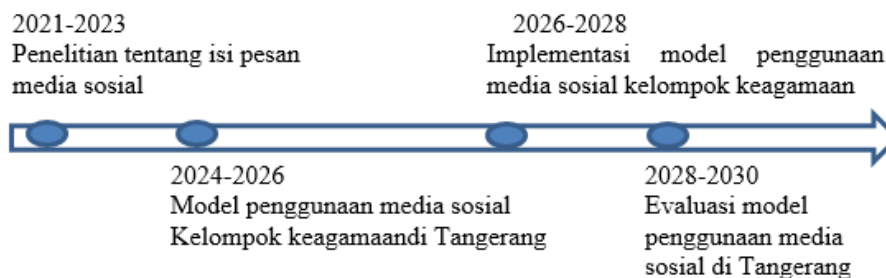 2021-2023
Penelitian tentang isi pesan
media sosial
2026-2028
Implementasi model penggunaan
media sosial kelompok keagamaan
2024-2026
Model penggunaan media sosial
Kelompok keagamaandi Tangerang
2028-2030
Evaluasi model
penggunaan media
sosial di Tangerang